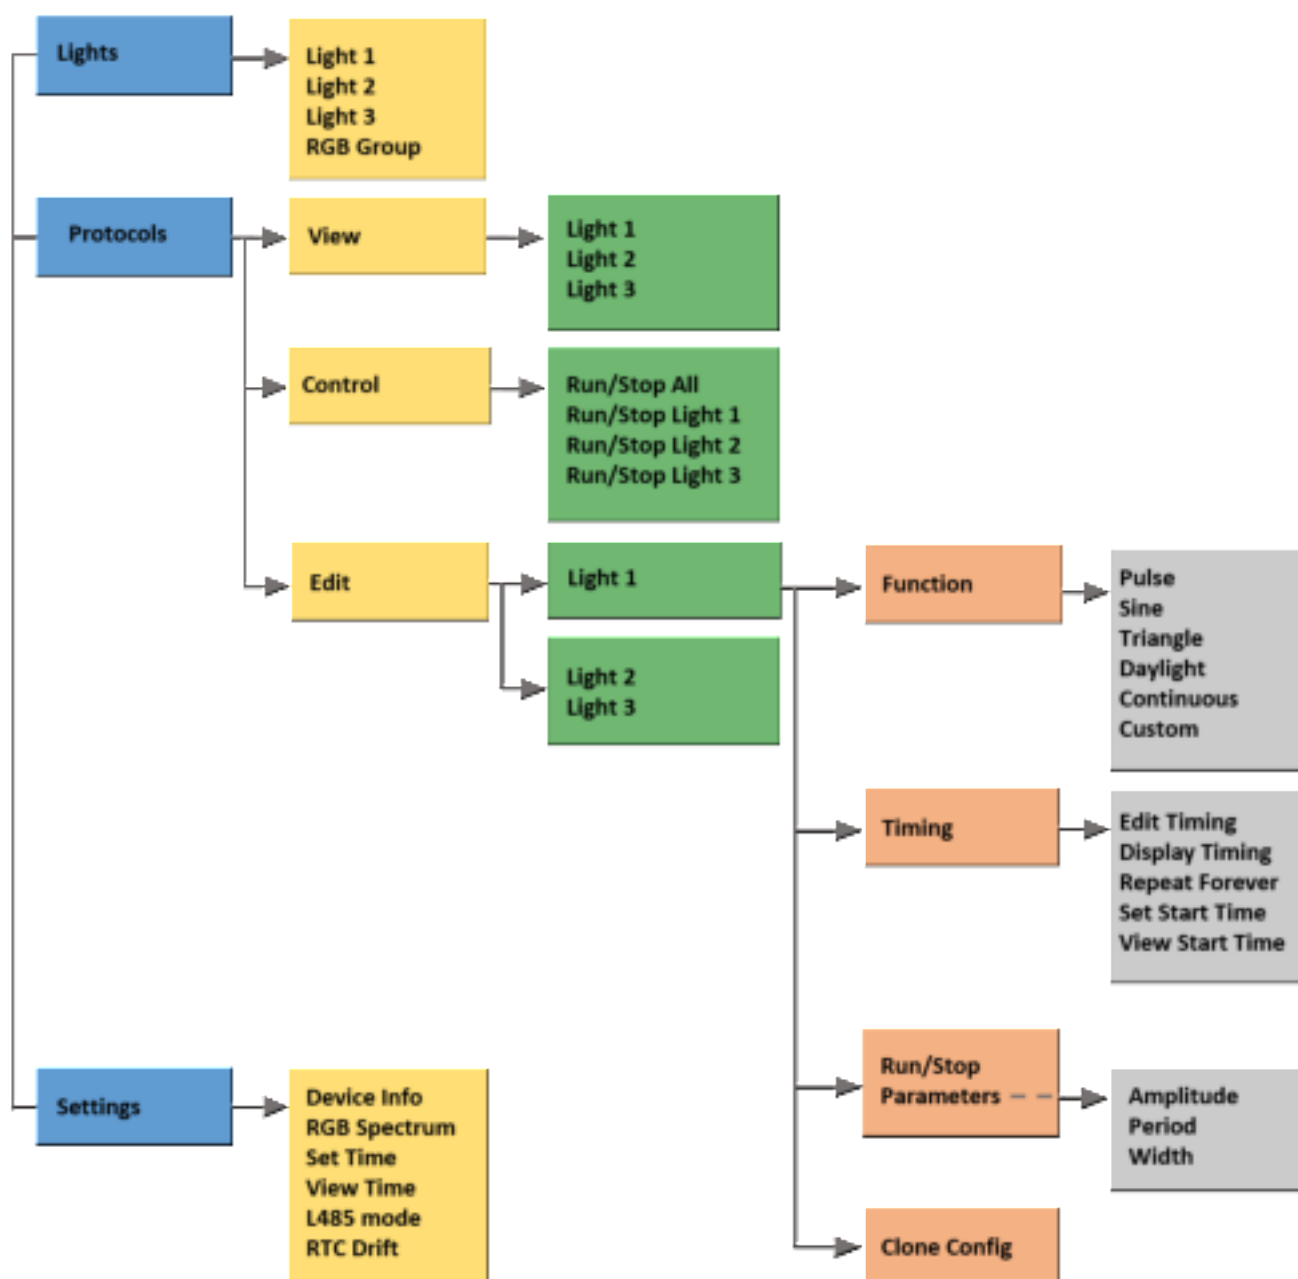 Lights
Light 1
Light 2
Light 3
RGB Group
Protocols
View
Light 1
Light 2
Light 3
Control
Run/Stop All
Run/Stop Light 1
Run/Stop Light 2
Run/Stop Light 3
Edit
Light 1
Light 2
Light 3
Function
Pulse
Sine
Triangle
Daylight
Continuous
Custom
Timing
Edit Timing
Display Timing
Repeat Forever
Set Start Time
View Start Time
Run/Stop
Parameters
Amplitude
Period
Width
Clone Config
Settings
Device Info
RGB Spectrum
Set Time
View Time
L485 mode
RTC Drift